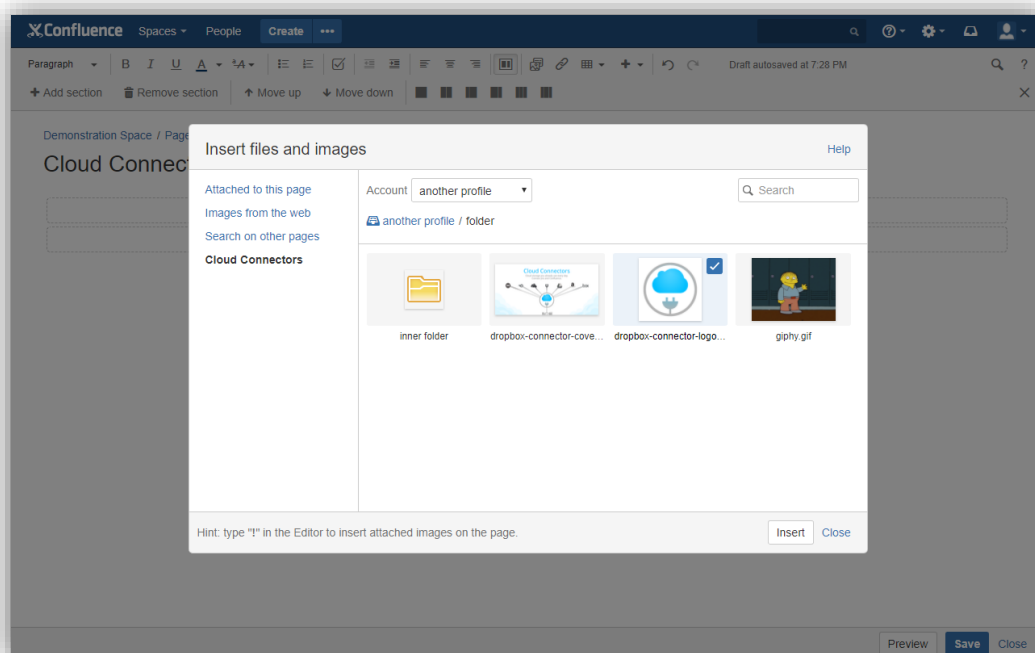 Confluence Spaces People Create •••
Paragraph B I U A Draft autosaved at 7:28 PM ?
+ Add section Remove section ↑ Move up ↓ Move down
Demonstration Space / Page
Cloud Connec
Insert files and images Help
Attached to this page
Images from the web
Search on other pages
Cloud Connectors
Account another profile Search
another profile / folder
Cloud Connectors
inner folder dropbox-connector-cove... dropbox-connector-logo... giphy.gif
Hint: type "!" in the Editor to insert attached images on the page. Insert Close
Preview Save Close